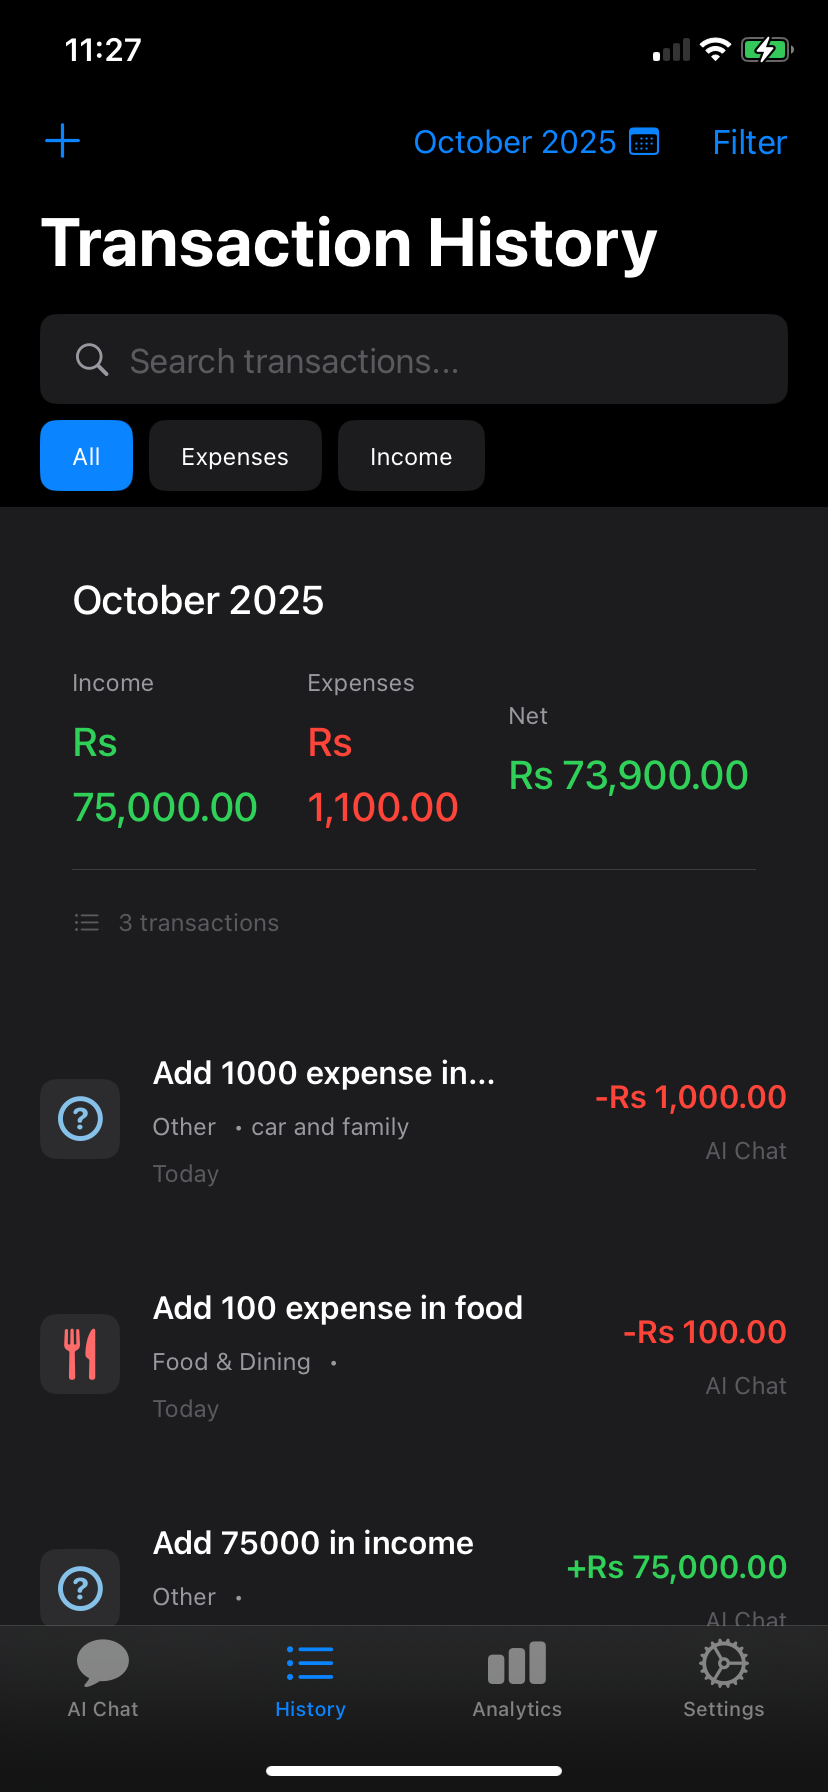 11:27
October 2025
Filter
Transaction History
Search transactions...
All
Expenses
Income
October 2025
Income
Expenses
Net
Rs
75,000.00
Rs
1,100.00
Rs 73,900.00
3 transactions
Add 1000 expense in...
-Rs 1,000.00
Other • car and family
AI Chat
Today
Add 100 expense in food
-Rs 100.00
Food & Dining •
AI Chat
Today
Add 75000 in income
+Rs 75,000.00
Other •
AI Chat
AI Chat
History
Analytics
Settings